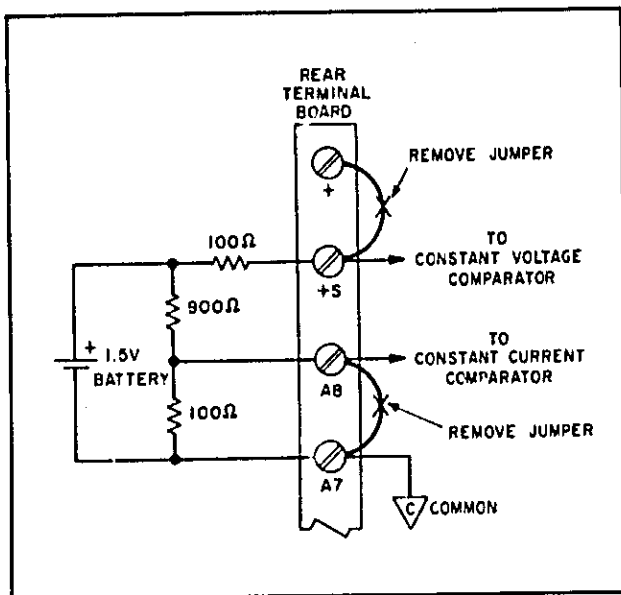 REAR
TERMINAL
BOARD
+
REMOVE JUMPER
100Ω
+S
TO
CONSTANT VOLTAGE
COMPARATOR
900Ω
+ 1.5V
BATTERY
A8
TO
CONSTANT CURRENT
COMPARATOR
100Ω
REMOVE JUMPER
A7
C COMMON